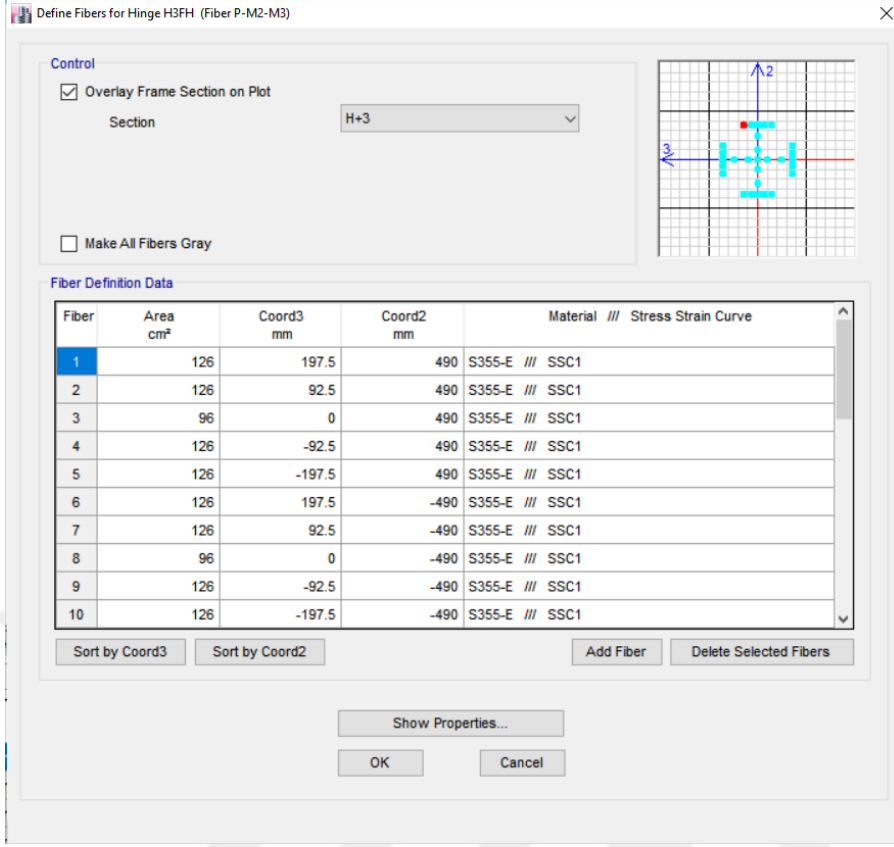 Define Fibers for Hinge H3FH (Fiber P-M2-M3)
Control
Overlay Frame Section on Plot
Section H+3
Make All Fibers Gray
2
3
Fiber Definition Data
Fiber Area Coord3 Coord2 Material /// Stress Strain Curve
cm² mm mm
1 126 197.5 490 S355-E /// SSC1
2 126 92.5 490 S355-E /// SSC1
3 96 0 490 S355-E /// SSC1
4 126 -92.5 490 S355-E /// SSC1
5 126 -197.5 490 S355-E /// SSC1
6 126 197.5 -490 S355-E /// SSC1
7 126 92.5 -490 S355-E /// SSC1
8 96 0 -490 S355-E /// SSC1
9 126 -92.5 -490 S355-E /// SSC1
10 126 -197.5 -490 S355-E /// SSC1
Sort by Coord3 Sort by Coord2 Add Fiber Delete Selected Fibers
Show Properties...
OK Cancel